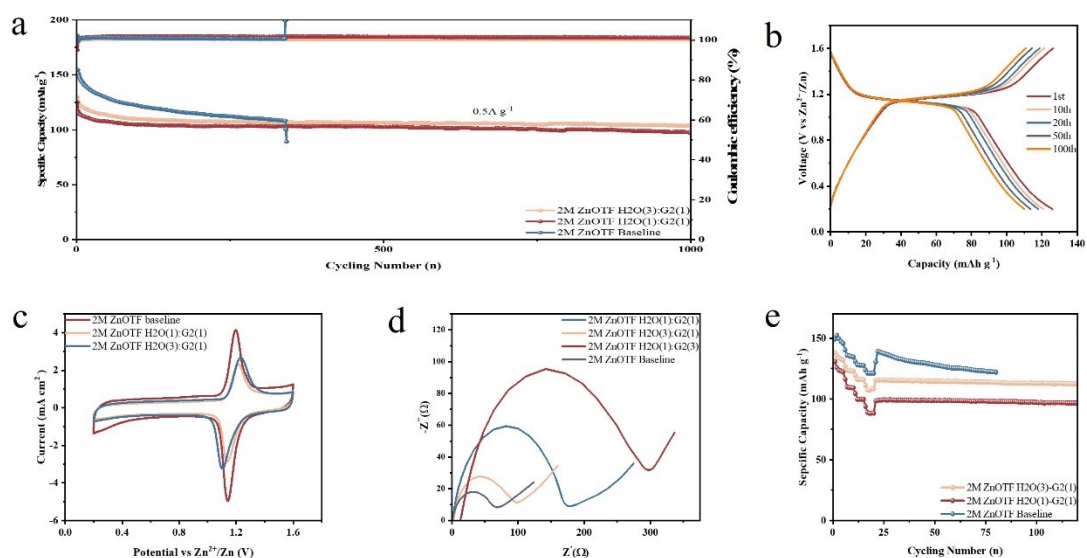 a
200
150
100
50
0
Specific Capacity(mAh g-1)
0.5A g-1
2M ZnOTF H2O(3):G2(1)
2M ZnOTF H2O(1):G2(1)
2M ZnOTF Baseline
100
80
60
40
20
0
Coulombic efficiency (%)
0 500 1000
Cycling Number (n)
b
1.6
1.2
0.8
0.4
0.0
Voltage (V vs Zn2+/Zn)
1st
10th
20th
50th
100th
0 20 40 60 80 100 120 140
Capacity (mAh g-1)
c
2M ZnOTF baseline
2M ZnOTF H2O(1):G2(1)
2M ZnOTF H2O(3):G2(1)
4
2
0
-2
-4
-6
Current (mA cm-2)
0.0 0.4 0.8 1.2 1.6
Potential vs Zn2+/Zn (V)
d
120
100
80
60
40
20
0
-Z''(Ω)
2M ZnOTF H2O(1):G2(1)
2M ZnOTF H2O(3):G2(1)
2M ZnOTF H2O(1):G2(3)
2M ZnOTF Baseline
0 50 100 150 200 250 300 350
Z'(Ω)
e
150
100
50
0
Sepcific Capacity (mAh g-1)
2M ZnOTF H2O(3)-G2(1)
2M ZnOTF H2O(1)-G2(1)
2M ZnOTF Baseline
0 25 50 75 100
Cycling Number (n)